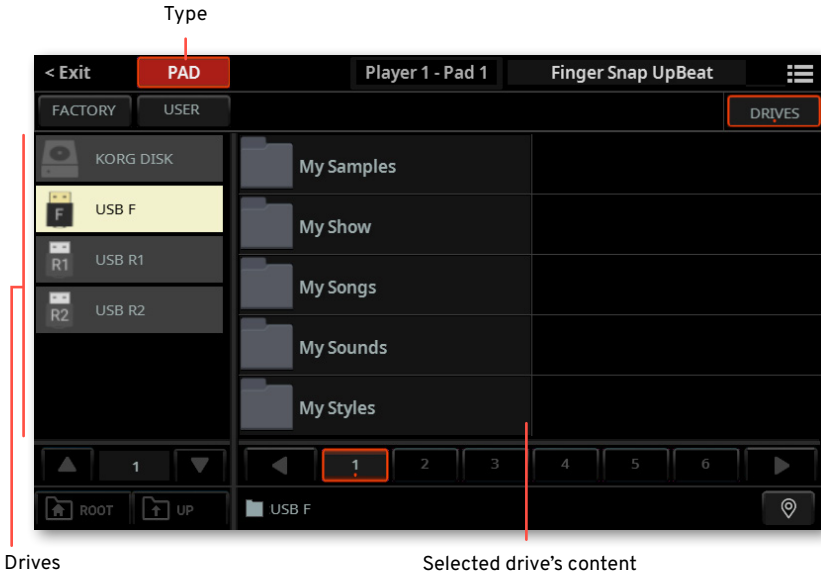 Type
< Exit
PAD
Player 1 - Pad 1
Finger Snap UpBeat
FACTORY
USER
DRIVES
KORG DISK
F
USB F
R1
USB R1
R2
USB R2
My Samples
My Show
My Songs
My Sounds
My Styles
1
1
2
3
4
5
6
ROOT
UP
USB F
Drives
Selected drive's content